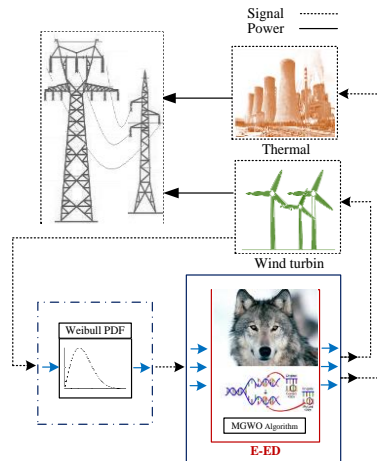 Signal
Power
Thermal
Wind turbin
Weibull PDF
MGWO Algorithm
E-ED